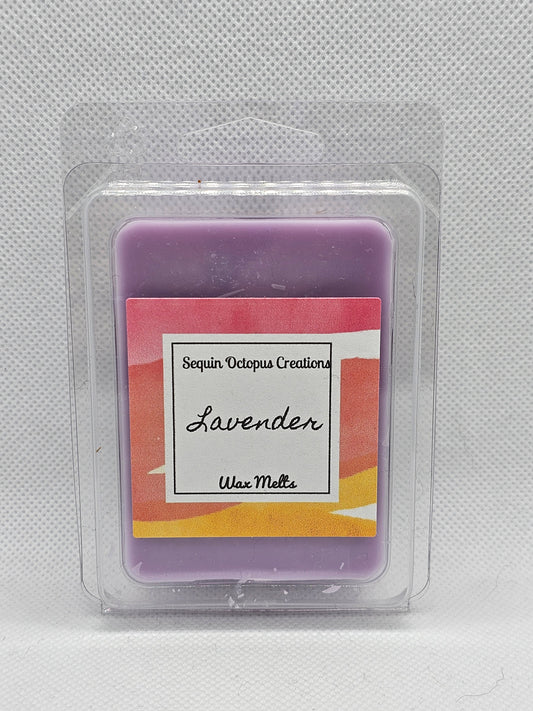 Sequin Octopus Creations
Lavender
Wax Melts